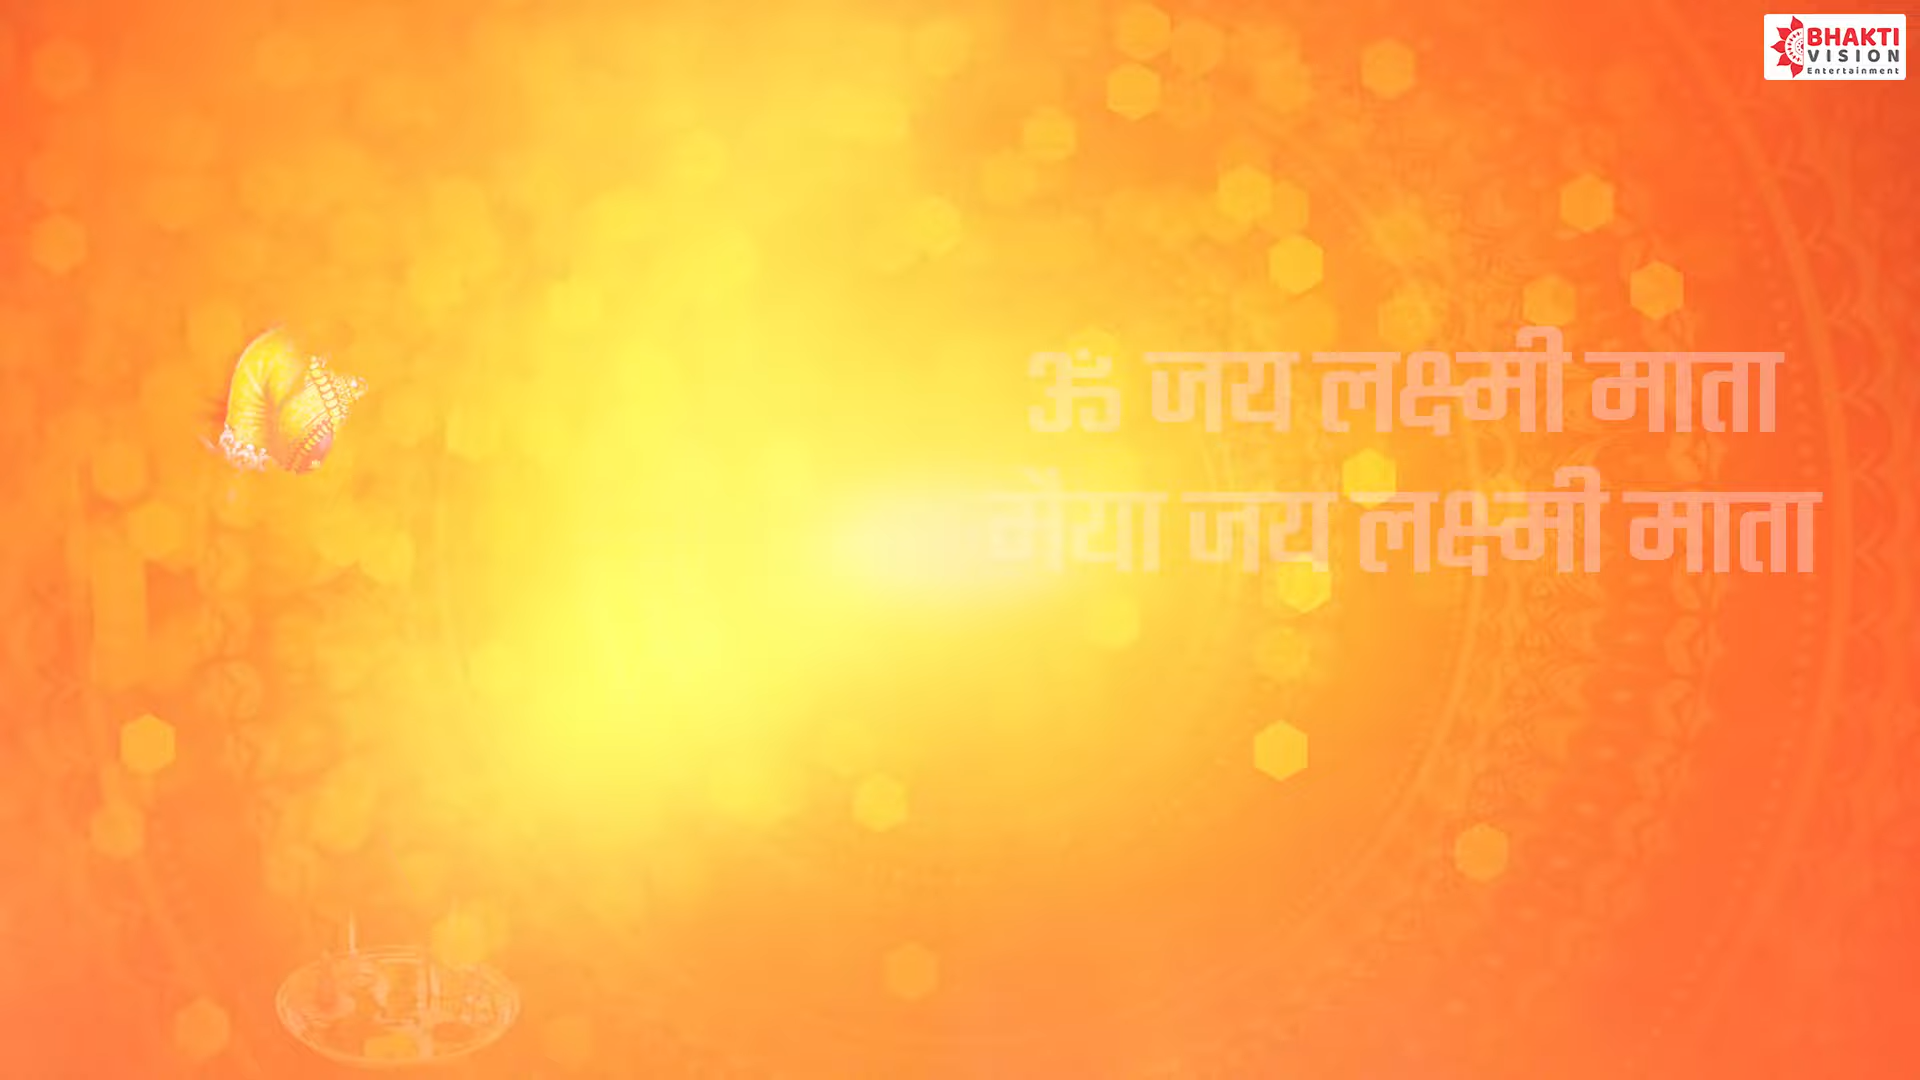 BHAKTI
VISION
Entertainment
ॐ जय लक्ष्मी माता
मैया जय लक्ष्मी माता